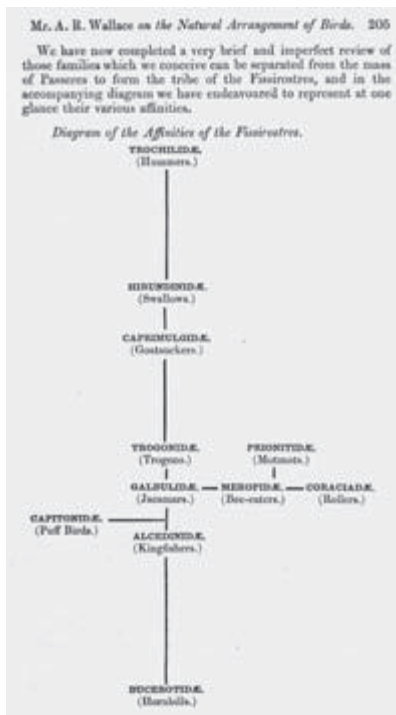 Mr. A. R. Wallace on the Natural Arrangement of Birds. 205
We have now completed a very brief and imperfect review of
those families which we conceive can be separated from the mass
of Passeres to form the tribe of the Fissirostres, and in the
accompanying diagram we have endeavoured to represent at one
glance their various affinities.
Diagram of the Affinities of the Fissirostres.
TROCHILIDÆ.
(Hummers.)
HIRUNDINIDÆ.
(Swallows.)
CAPRIMULGIDÆ.
(Goatsuckers.)
TROGONIDÆ.
(Trogons.)
PRIONITIDÆ.
(Motmots.)
GALBULIDÆ. MEROPIDÆ. CORACIADÆ.
(Jacamars.) (Bee-eaters.) (Rollers.)
CAPITONIDÆ.
(Puff Birds.)
ALCEDINIDÆ.
(Kingfishers.)
BUCEROTIDÆ.
(Hornbills.)